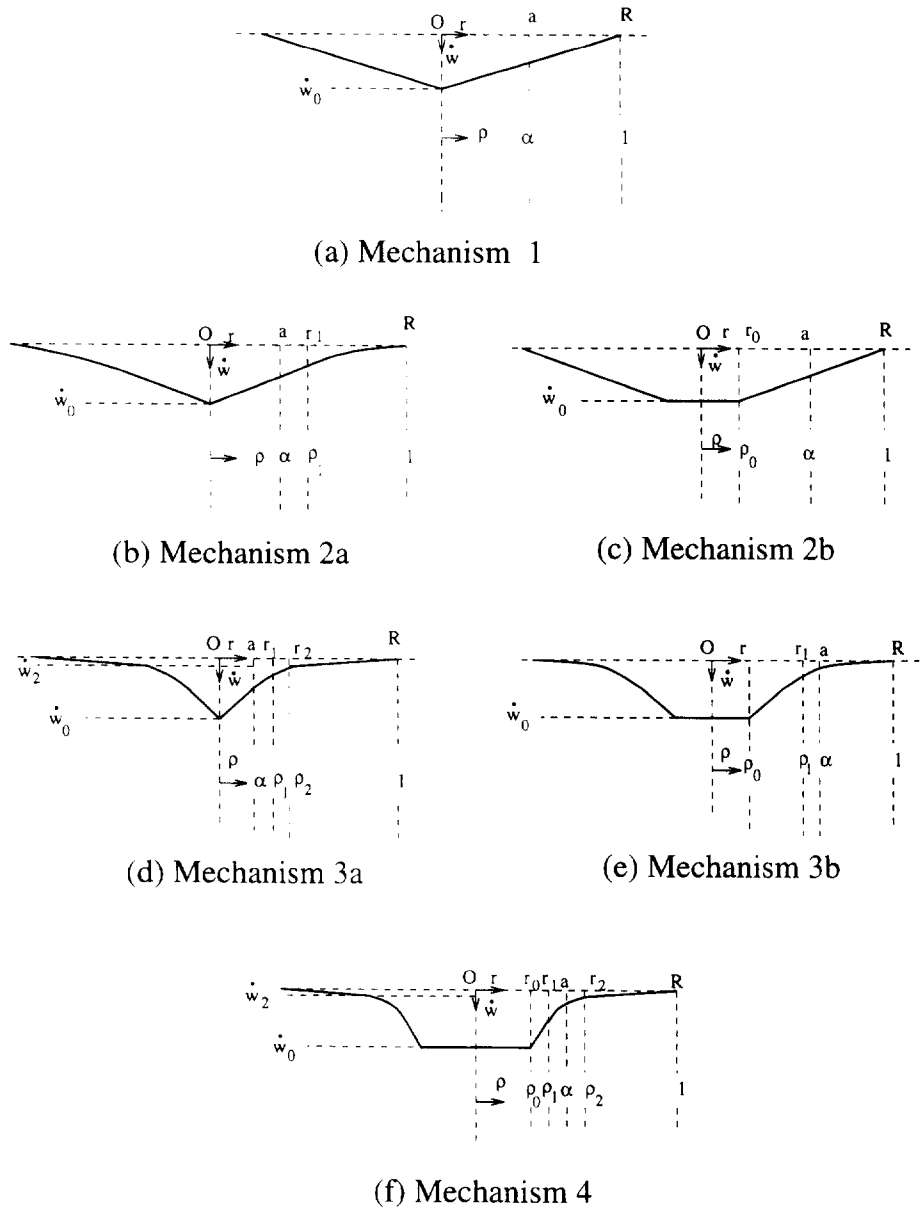 O r a R
ẇ
ẇ₀
ρ α 1
(a) Mechanism 1
O r a r₁ R
ẇ
ẇ₀
ρ α ρ₁ 1
(b) Mechanism 2a
O r r₀ a R
ẇ
ẇ₀
ρ ρ₀ α 1
(c) Mechanism 2b
O r a r₁ r₂ R
ẇ₂
ẇ
ẇ₀
ρ α ρ₁ ρ₂ 1
(d) Mechanism 3a
O r r₁ a R
ẇ
ẇ₀
ρ ρ₀ ρ₁ α 1
(e) Mechanism 3b
O r r₀ r₁ a r₂ R
ẇ₂
ẇ
ẇ₀
ρ ρ₀ ρ₁ α ρ₂ 1
(f) Mechanism 4